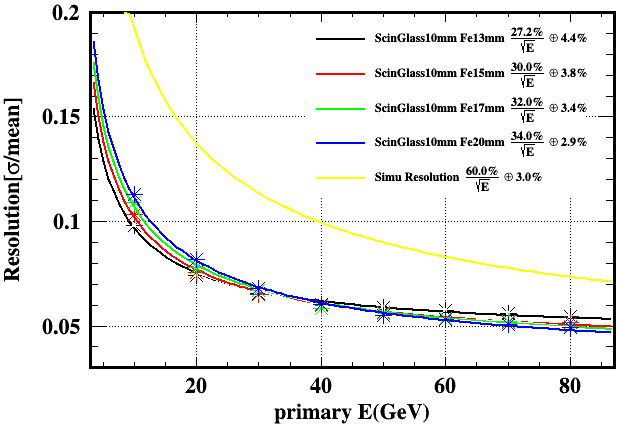 0.2
0.15
0.1
0.05
Resolution[σ/mean]
ScinGlass10mm Fe13mm 27.2%/√E ⊕ 4.4%
ScinGlass10mm Fe15mm 30.0%/√E ⊕ 3.8%
ScinGlass10mm Fe17mm 32.0%/√E ⊕ 3.4%
ScinGlass10mm Fe20mm 34.0%/√E ⊕ 2.9%
Simu Resolution 60.0%/√E ⊕ 3.0%
20 40 60 80
primary E(GeV)